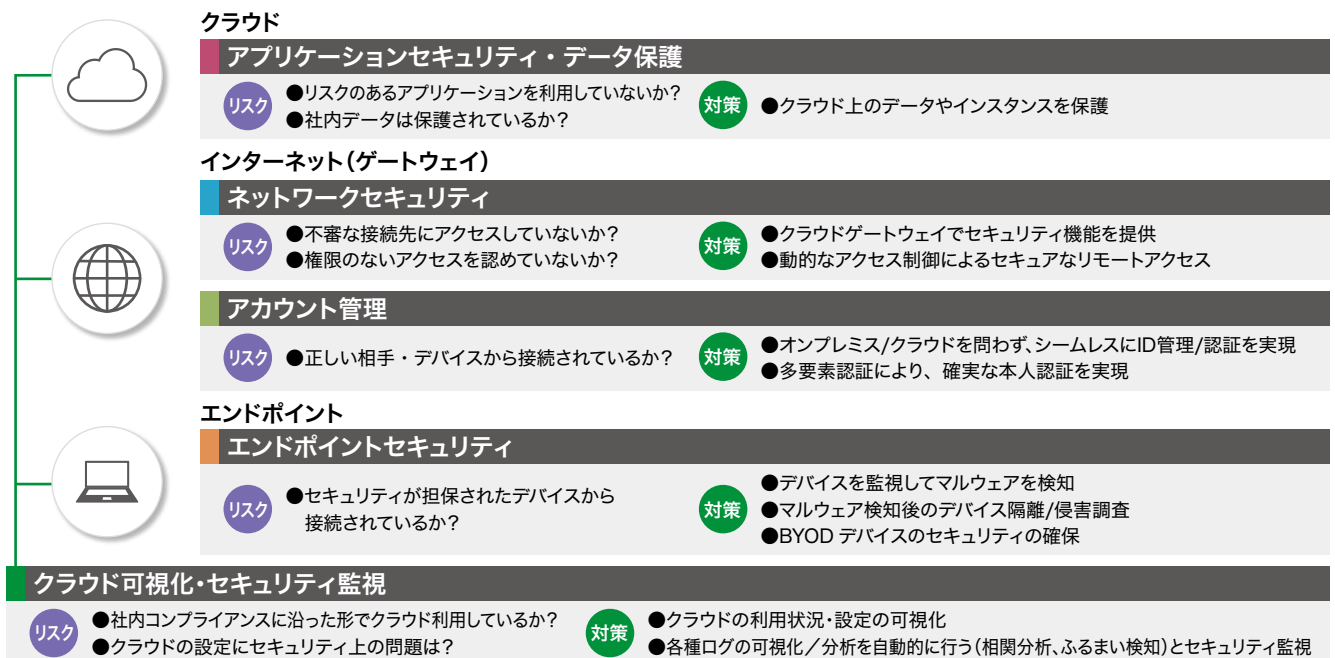 クラウド
アプリケーションセキュリティ・データ保護
リスク
●リスクのあるアプリケーションを利用していないか?
●社内データは保護されているか?
対策
●クラウド上のデータやインスタンスを保護
インターネット(ゲートウェイ)
ネットワークセキュリティ
リスク
●不審な接続先にアクセスしていないか?
●権限のないアクセスを認めていないか?
対策
●クラウドゲートウェイでセキュリティ機能を提供
●動的なアクセス制御によるセキュアなリモートアクセス
アカウント管理
リスク
●正しい相手・デバイスから接続されているか?
対策
●オンプレミス/クラウドを問わず、シームレスにID管理/認証を実現
●多要素認証により、確実な本人認証を実現
エンドポイント
エンドポイントセキュリティ
リスク
●セキュリティが担保されたデバイスから
接続されているか?
対策
●デバイスを監視してマルウェアを検知
●マルウェア検知後のデバイス隔離/侵害調査
●BYOD デバイスのセキュリティの確保
クラウド可視化・セキュリティ監視
リスク
●社内コンプライアンスに沿った形でクラウド利用しているか?
●クラウドの設定にセキュリティ上の問題は?
対策
●クラウドの利用状況・設定の可視化
●各種ログの可視化/分析を自動的に行う(相関分析、ふるまい検知)とセキュリティ監視